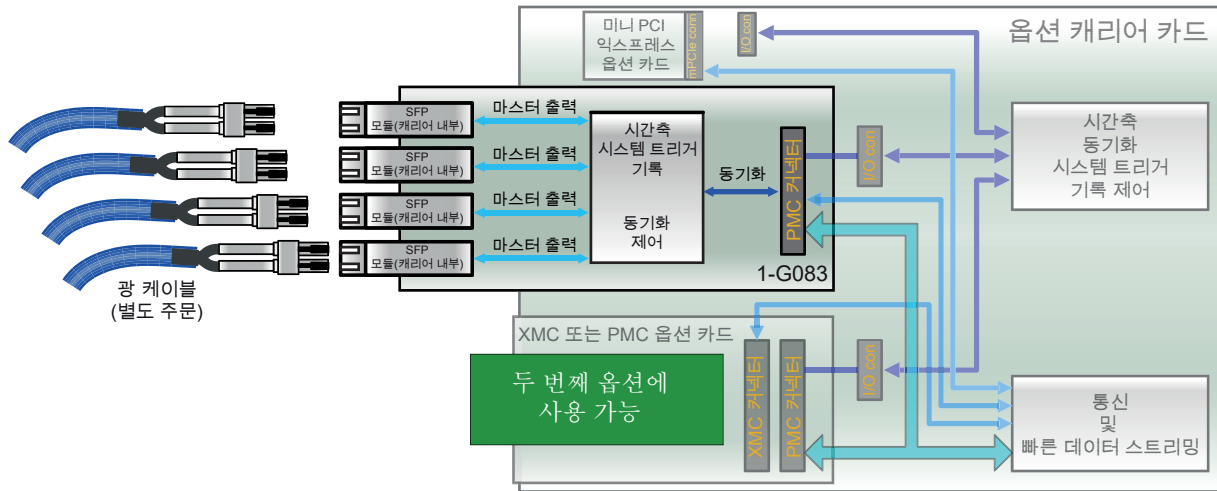 옵션 캐리어 카드
미니 PCI
익스프레스
옵션 카드
mPCIe conn
I/O con
SFP
모듈(캐리어 내부)
마스터 출력
SFP
모듈(캐리어 내부)
마스터 출력
SFP
모듈(캐리어 내부)
마스터 출력
SFP
모듈(캐리어 내부)
마스터 출력
시간축
시스템 트리거
기록
동기화
제어
동기화
PMC 커넥터
I/O con
1-G083
시간축
동기화
시스템 트리거
기록 제어
광 케이블
(별도 주문)
XMC 또는 PMC 옵션 카드
두 번째 옵션에
사용 가능
XMC 커넥터
PMC 커넥터
I/O con
통신
및
빠른 데이터 스트리밍